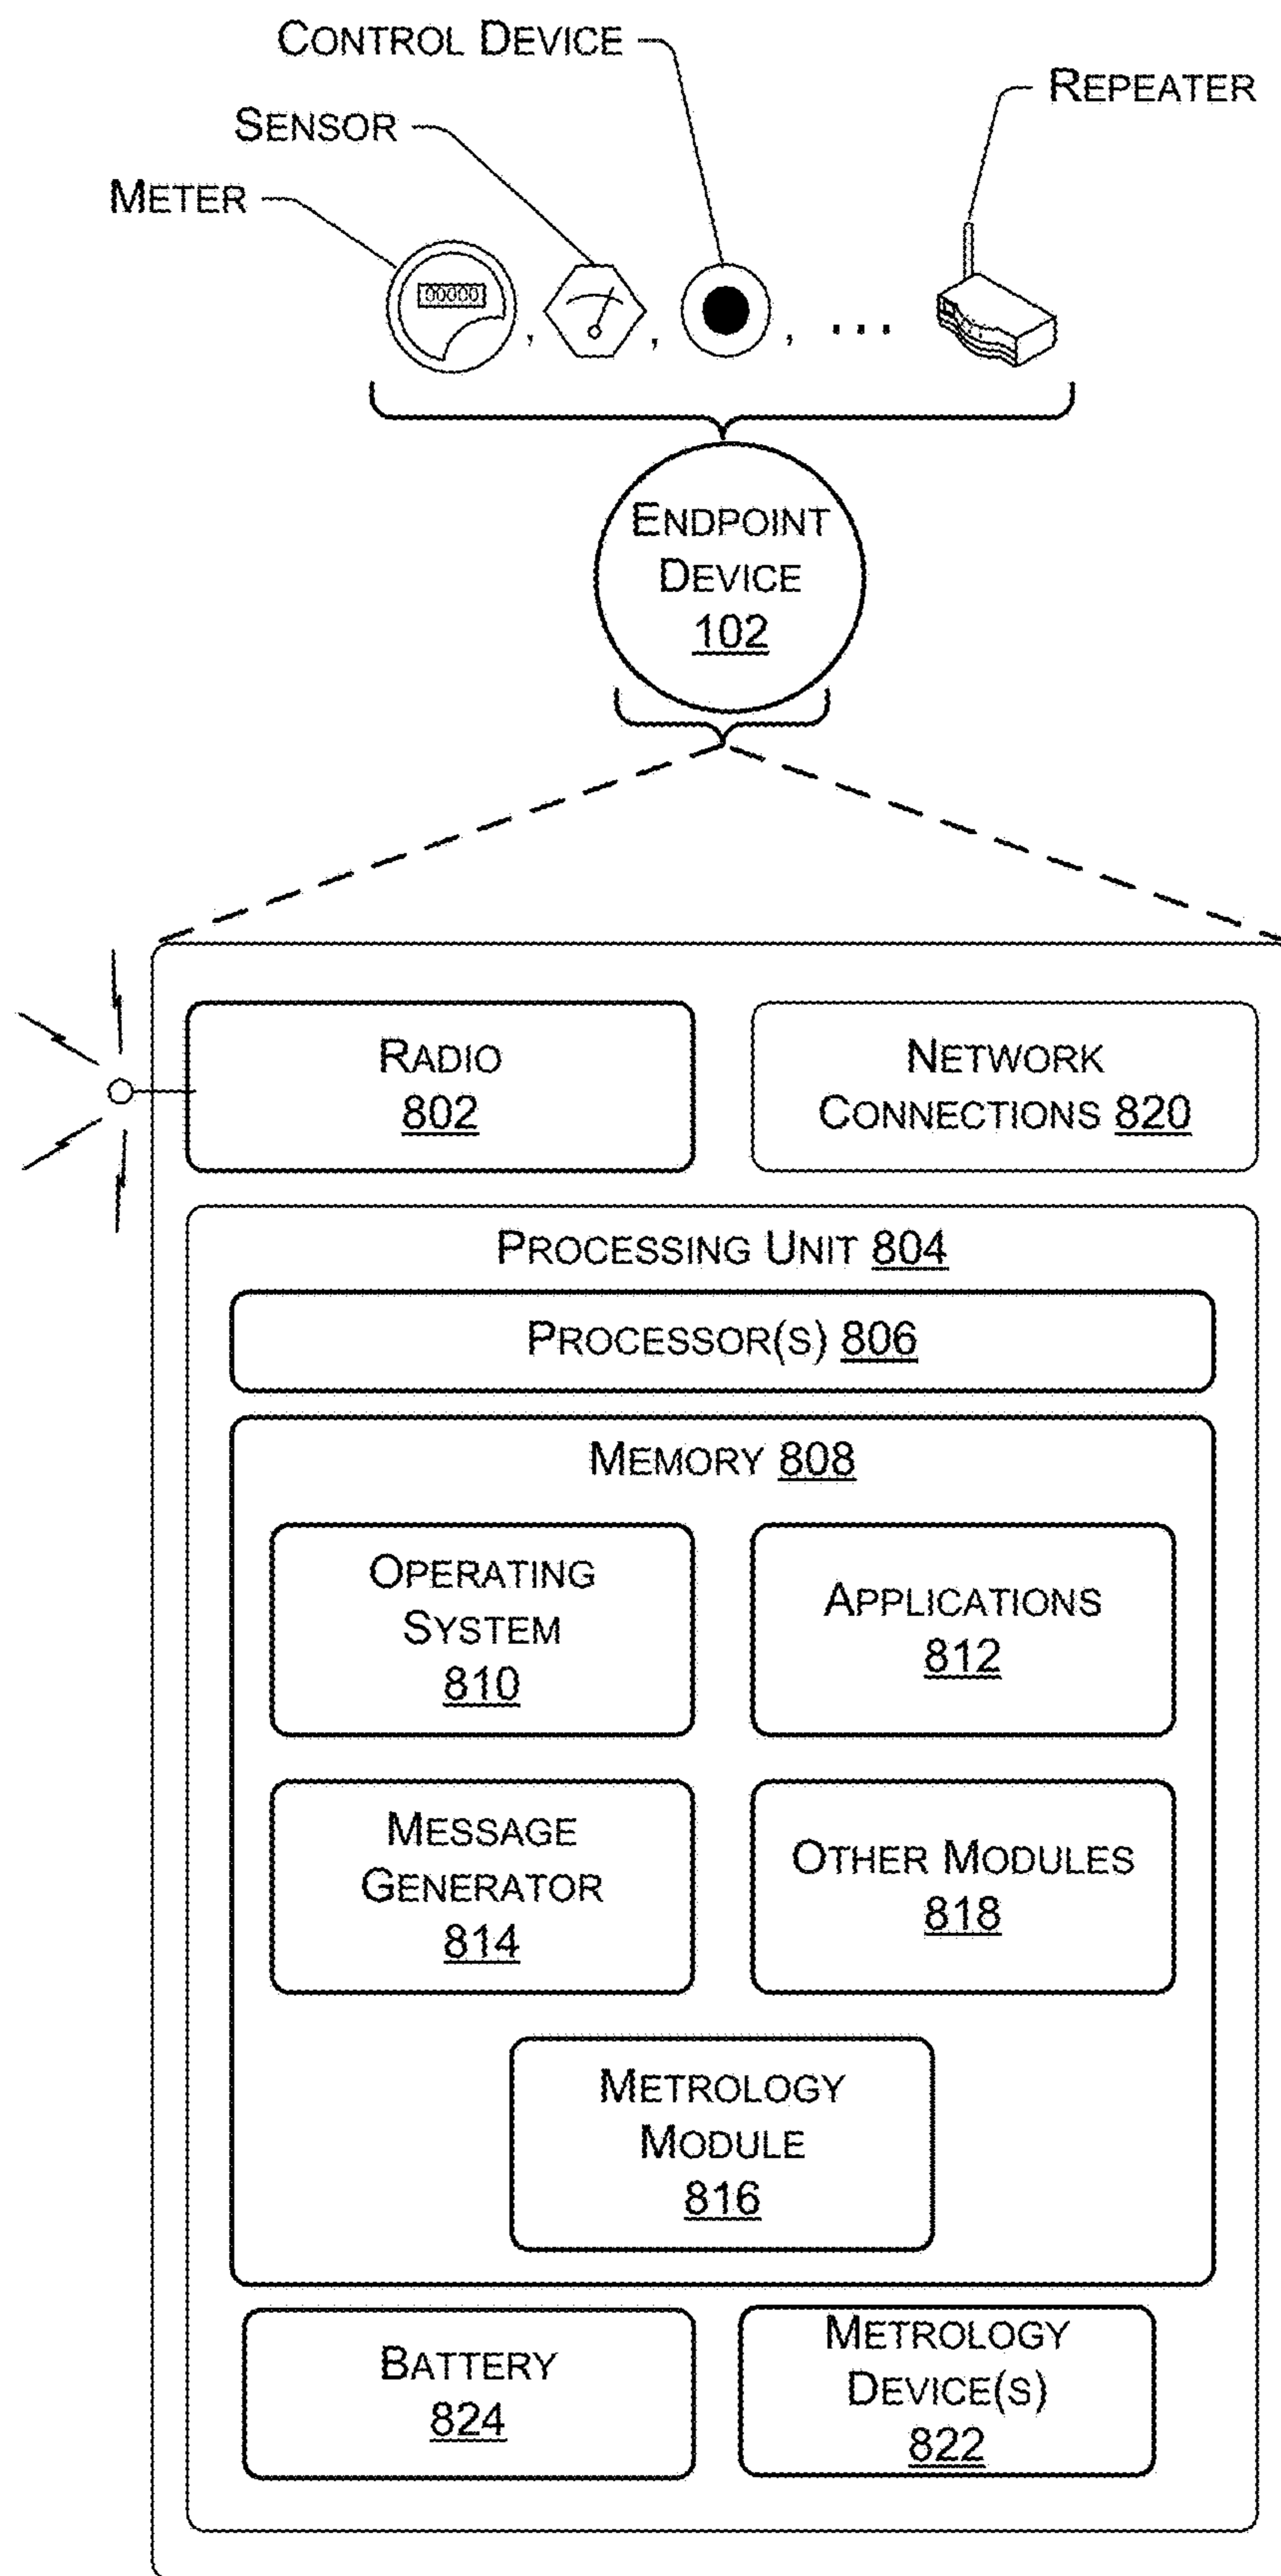 CONTROL DEVICE
REPEATER
SENSOR
METER
00000
, , , ...
ENDPOINT
DEVICE
102
RADIO
802
NETWORK
CONNECTIONS 820
PROCESSING UNIT 804
PROCESSOR(S) 806
MEMORY 808
OPERATING
SYSTEM
810
APPLICATIONS
812
MESSAGE
GENERATOR
814
OTHER MODULES
818
METROLOGY
MODULE
816
BATTERY
824
METROLOGY
DEVICE(S)
822